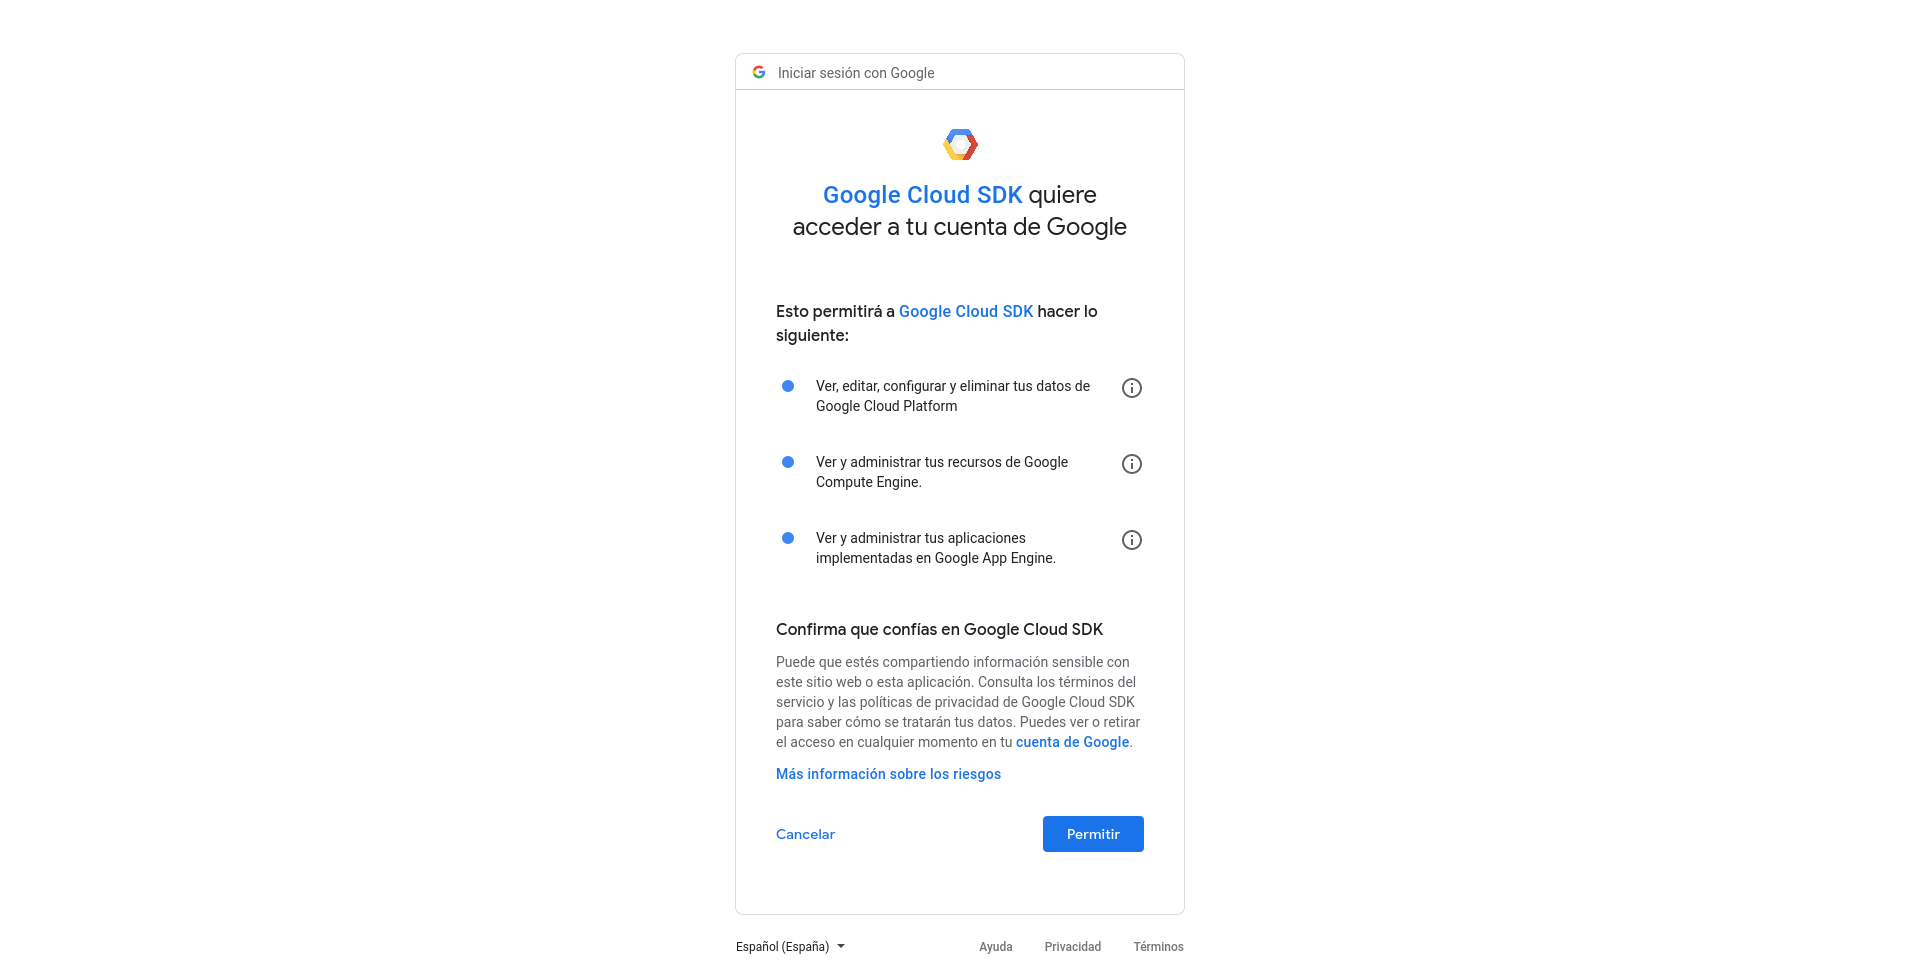 Iniciar sesión con Google
Google Cloud SDK quiere
acceder a tu cuenta de Google
Esto permitirá a Google Cloud SDK hacer lo
siguiente:
Ver, editar, configurar y eliminar tus datos de
Google Cloud Platform
Ver y administrar tus recursos de Google
Compute Engine.
Ver y administrar tus aplicaciones
implementadas en Google App Engine.
Confirma que confías en Google Cloud SDK
Puede que estés compartiendo información sensible con
este sitio web o esta aplicación. Consulta los términos del
servicio y las políticas de privacidad de Google Cloud SDK
para saber cómo se tratarán tus datos. Puedes ver o retirar
el acceso en cualquier momento en tu cuenta de Google.
Más información sobre los riesgos
Cancelar Permitir
Español (España) Ayuda Privacidad Términos